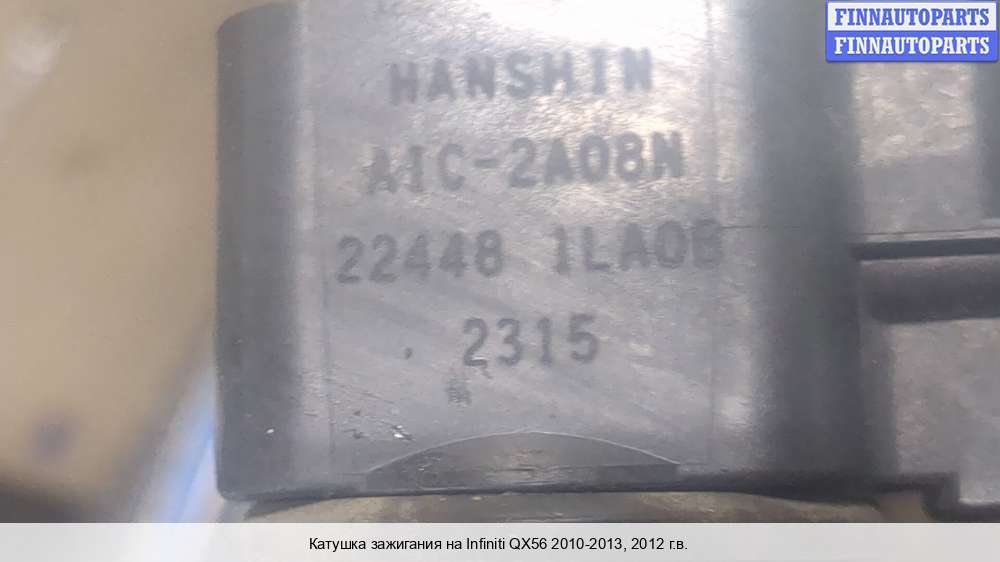 FINNAUTOPARTS
FINNAUTOPARTS
HANSHIN
AIC-2A08N
22448 1LA0B
2315
Катушка зажигания на Infiniti QX56 2010-2013, 2012 г.в.